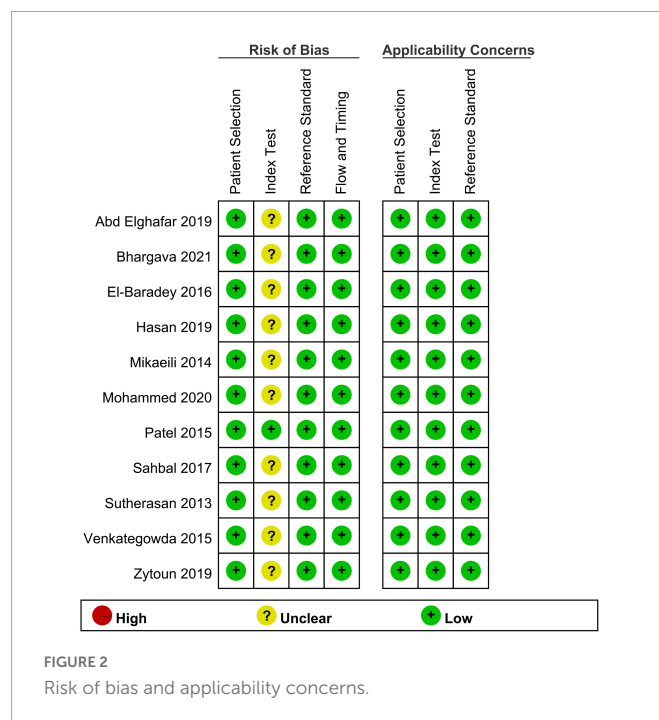 Risk of Bias
Applicability Concerns
Patient Selection
Index Test
Reference Standard
Flow and Timing
Patient Selection
Index Test
Reference Standard
Abd Elghafar 2019 + ? + + + + +
Bhargava 2021 + ? + + + + +
El-Baradey 2016 + ? + + + + +
Hasan 2019 + ? + + + + +
Mikaeili 2014 + ? + + + + +
Mohammed 2020 + ? + + + + +
Patel 2015 + + + + + + +
Sahbal 2017 + ? + + + + +
Sutherasan 2013 + ? + + + + +
Venkategowda 2015 + ? + + + + +
Zytoun 2019 + ? + + + + +
– High ? Unclear + Low
FIGURE 2
Risk of bias and applicability concerns.